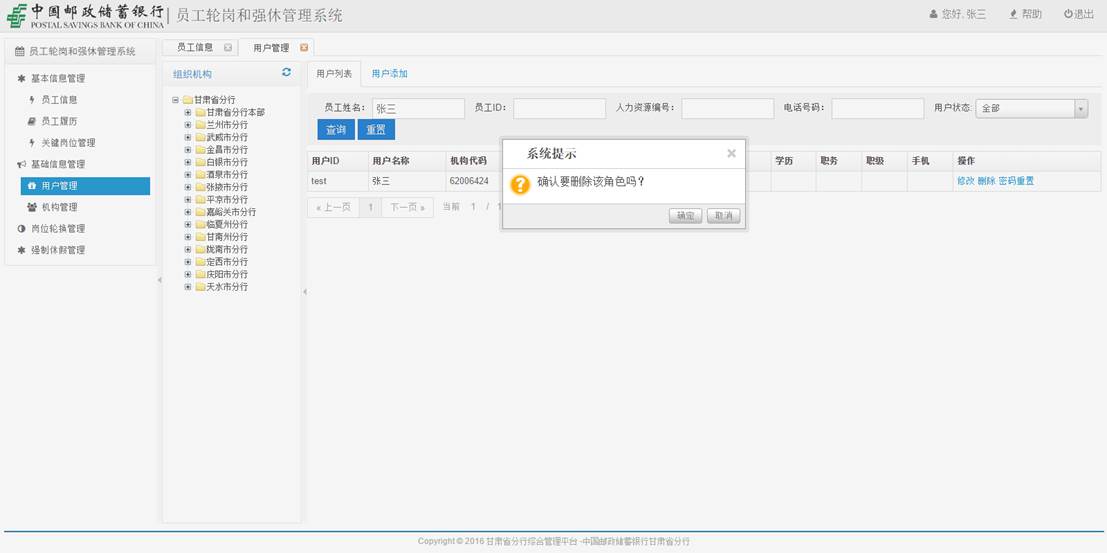 中国邮政储蓄银行 员工轮岗和强休管理系统 您好, 张三 帮助 退出
POSTAL SAVINGS BANK OF CHINA
员工轮岗和强休管理系统
基本信息管理
员工信息
员工履历
关键岗位管理
基础信息管理
用户管理
机构管理
岗位轮换管理
强制休假管理
员工信息 用户管理
组织机构
甘肃省分行
甘肃省分行本部
兰州市分行
武威市分行
金昌市分行
白银市分行
酒泉市分行
张掖市分行
平凉市分行
嘉峪关市分行
临夏州分行
甘南州分行
陇南市分行
定西市分行
庆阳市分行
天水市分行
用户列表 用户添加
员工姓名: 张三 员工ID: 人力资源编号: 电话号码: 用户状态: 全部
查询 重置
用户ID 用户名称 机构代码 学历 职务 职级 手机 操作
test 张三 62006424 修改 删除 密码重置
« 上一页 1 下一页 » 当前 1 / 1
系统提示
确认要删除该角色吗？
确定 取消
Copyright © 2016 甘肃省分行综合管理平台 -中国邮政储蓄银行甘肃省分行